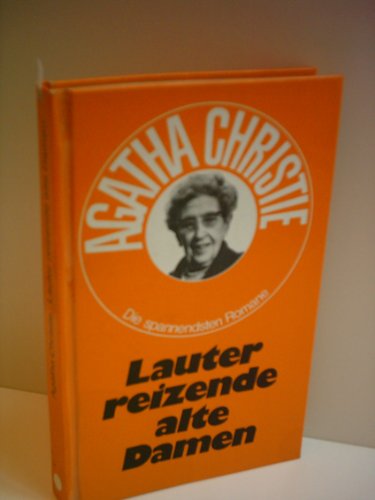 AGATHA CHRISTIE
Die spannendsten Romane
Lauter
reizende
alte
Damen